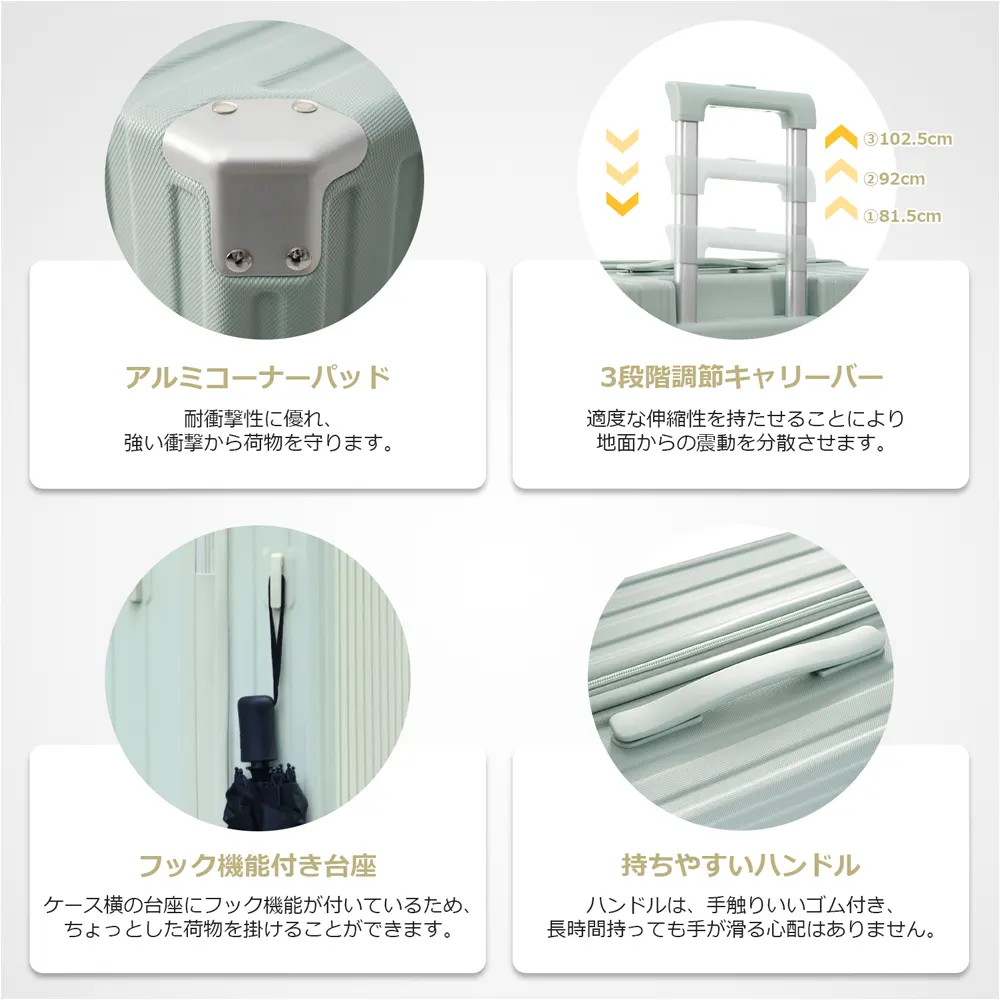 ③102.5cm
②92cm
①81.5cm
アルミコーナーパッド
耐衝撃性に優れ、
強い衝撃から荷物を守ります。
3段階調節キャリーバー
適度な伸縮性を持たせることにより
地面からの震動を分散させます。
フック機能付き台座
ケース横の台座にフック機能が付いているため、
ちょっとした荷物を掛けることができます。
持ちやすいハンドル
ハンドルは、手触りいいゴム付き、
長時間持っても手が滑る心配はありません。